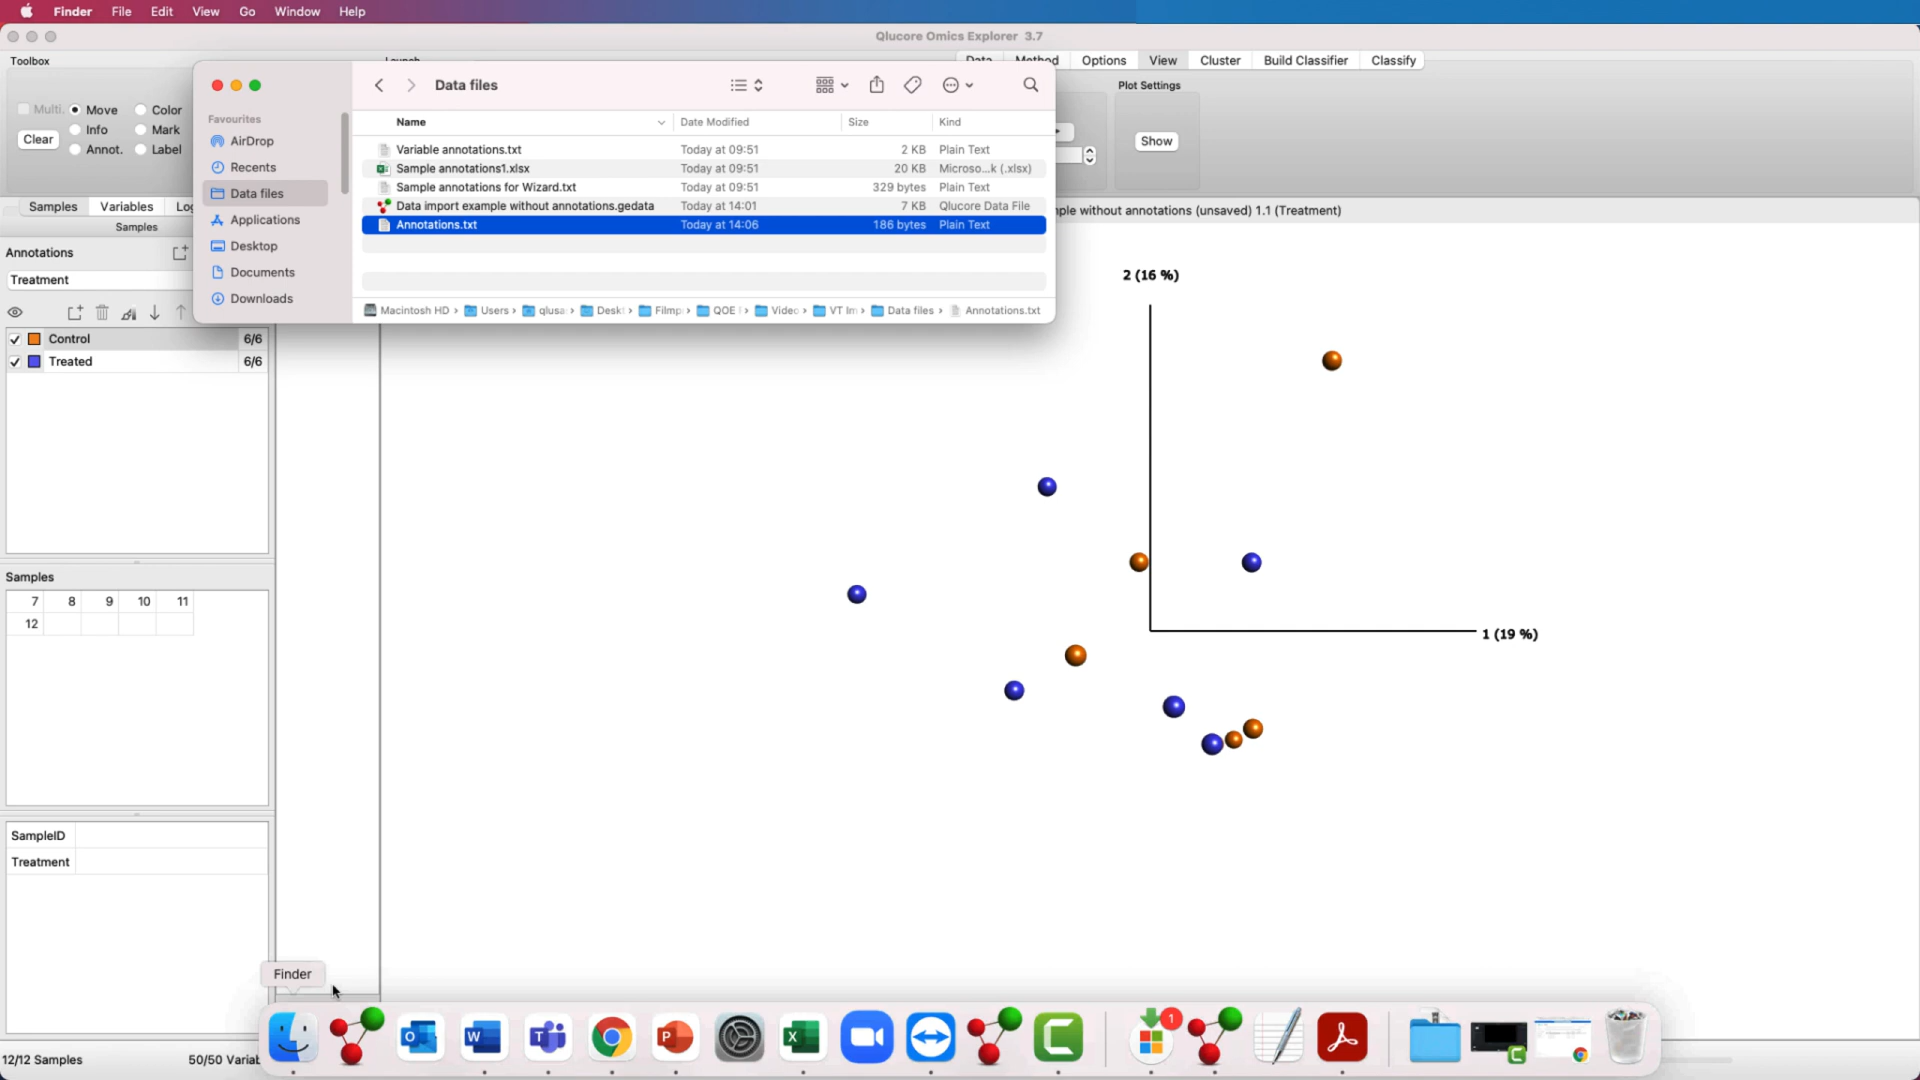 Finder File Edit View Go Window Help
Qlucore Omics Explorer 3.7
Toolbox
Data Method Options View Cluster Build Classifier Classify
Multi. Move Color
Info Mark
Clear
Annot. Label
Plot Settings
Show
Data files
Favourites
AirDrop
Recents
Data files
Applications
Desktop
Documents
Downloads
Name Date Modified Size Kind
Variable annotations.txt Today at 09:51 2 KB Plain Text
Sample annotations1.xlsx Today at 09:51 20 KB Microso...k (.xlsx)
Sample annotations for Wizard.txt Today at 09:51 329 bytes Plain Text
Data import example without annotations.gedata Today at 14:01 7 KB Qlucore Data File
Annotations.txt Today at 14:06 186 bytes Plain Text
Macintosh HD › Users › qlusa › Deskt › Filmp › QOE › Video › VT Im › Data files › Annotations.txt
Samples Variables
Samples
ple without annotations (unsaved) 1.1 (Treatment)
Annotations
Treatment
Control 6/6
Treated 6/6
2 (16 %)
1 (19 %)
Samples
7 8 9 10 11
12
SampleID
Treatment
Finder
1
12/12 Samples 50/50 Variab